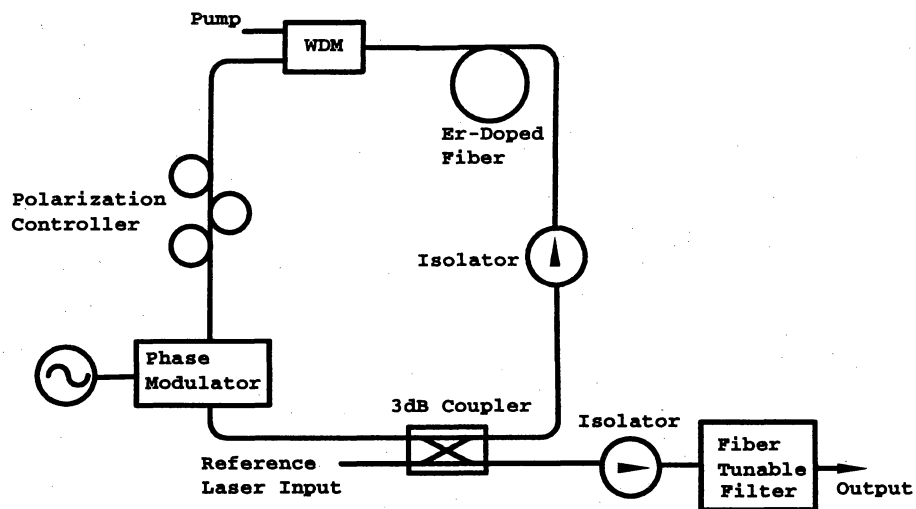 Pump
WDM
Er-Doped
Fiber
Polarization
Controller
Isolator
Phase
Modulator
3dB Coupler
Isolator
Reference
Laser Input
Fiber
Tunable
Filter
Output